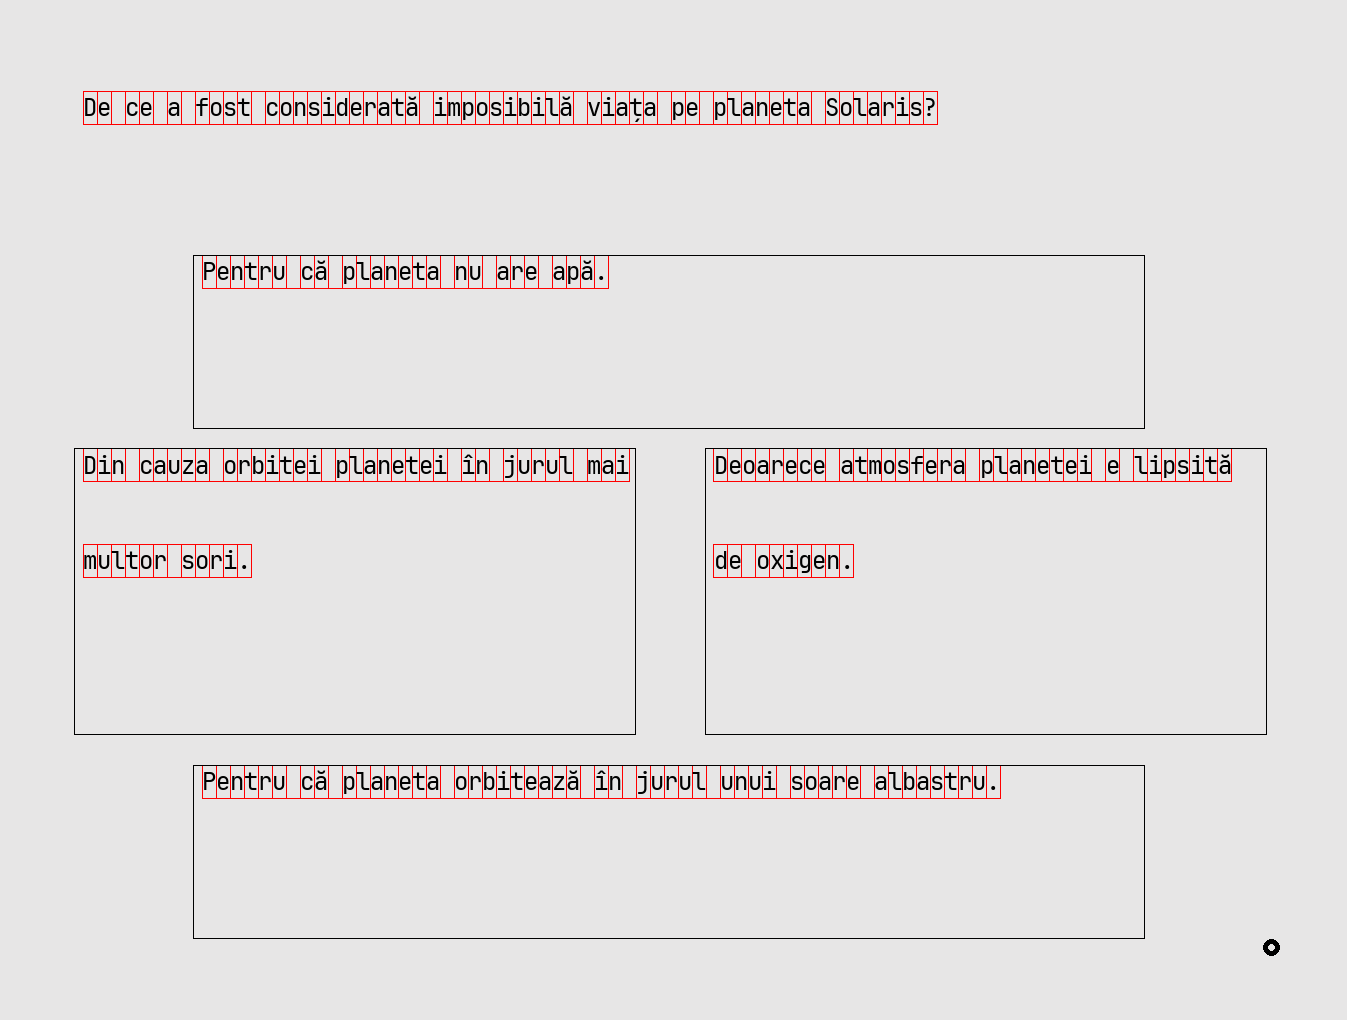 De ce a fost considerată imposibilă viața pe planeta Solaris?
Pentru că planeta nu are apă.
Din cauza orbitei planetei în jurul mai
multor sori.
Deoarece atmosfera planetei e lipsită
de oxigen.
Pentru că planeta orbitează în jurul unui soare albastru.